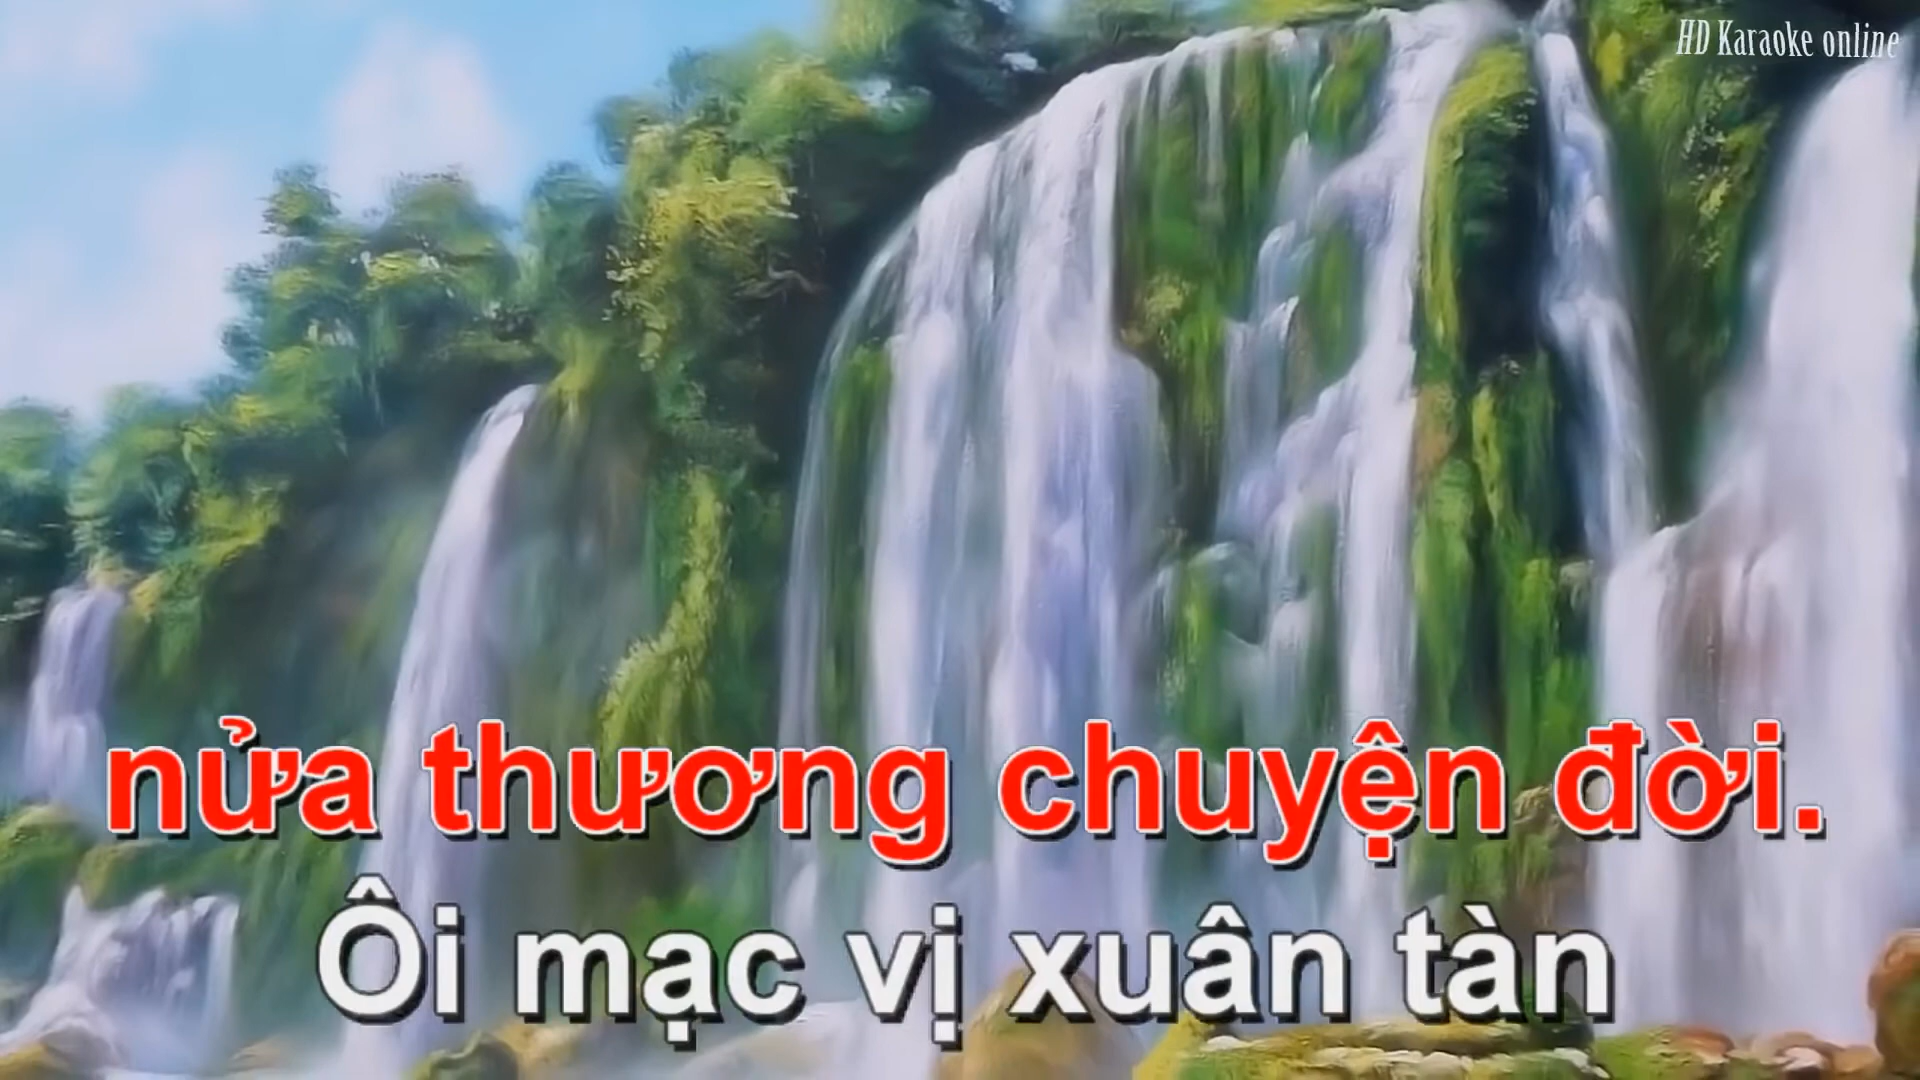 HD Karaoke online
nửa thương chuyện đời.
Ôi mạc vị xuân tàn